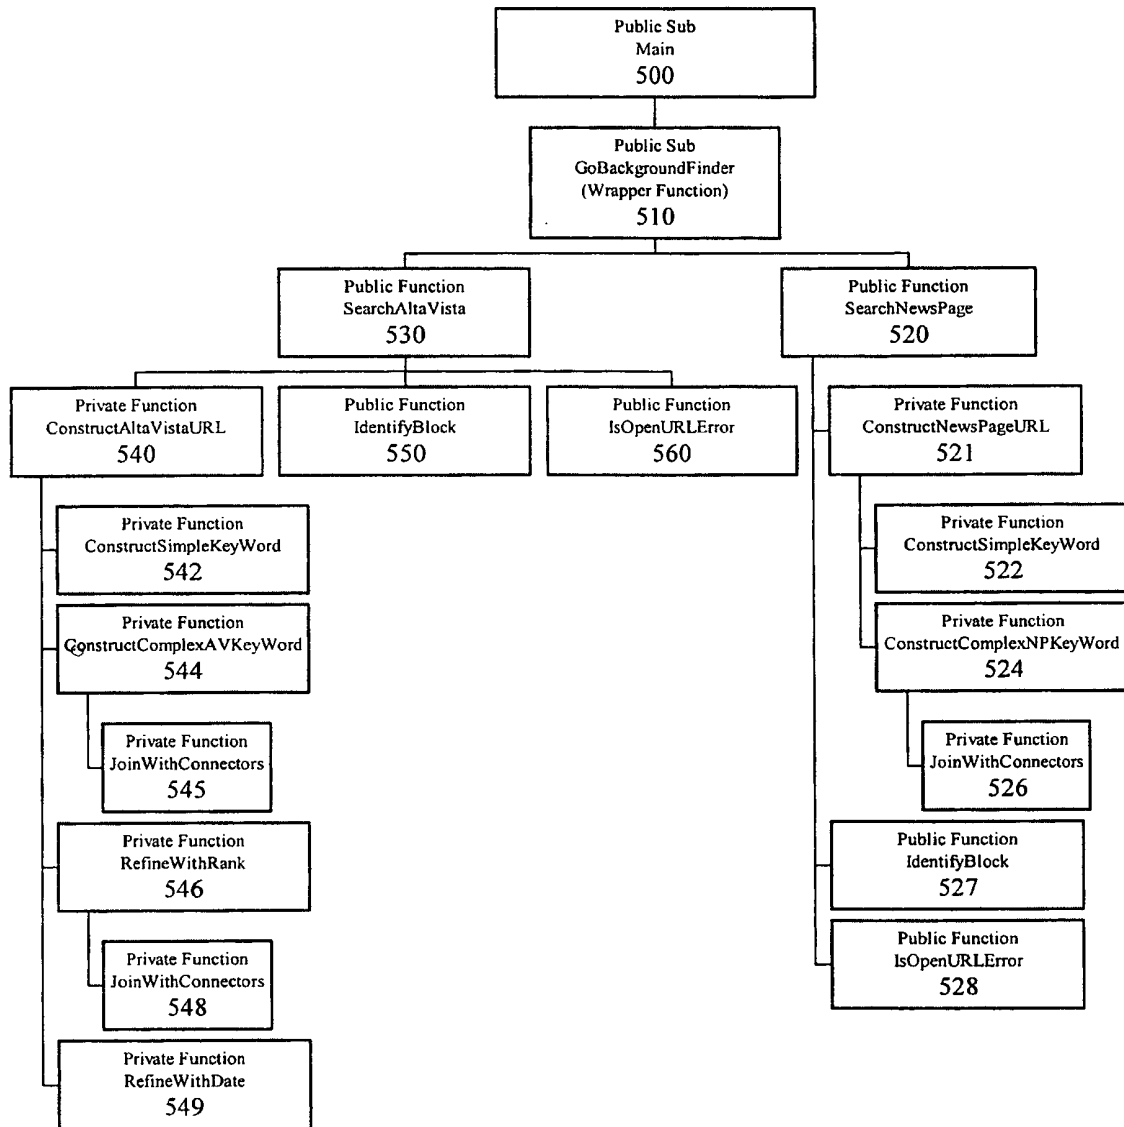 Public Sub
Main
500
Public Sub
GoBackgroundFinder
(Wrapper Function)
510
Public Function
SearchAltaVista
530
Public Function
SearchNewsPage
520
Private Function
ConstructAltaVistaURL
540
Public Function
IdentifyBlock
550
Public Function
IsOpenURLError
560
Private Function
ConstructNewsPageURL
521
Private Function
ConstructSimpleKeyWord
542
Private Function
ConstructComplexAVKeyWord
544
Private Function
JoinWithConnectors
545
Private Function
RefineWithRank
546
Private Function
JoinWithConnectors
548
Private Function
RefineWithDate
549
Private Function
ConstructSimpleKeyWord
522
Private Function
ConstructComplexNPKeyWord
524
Private Function
JoinWithConnectors
526
Public Function
IdentifyBlock
527
Public Function
IsOpenURLError
528